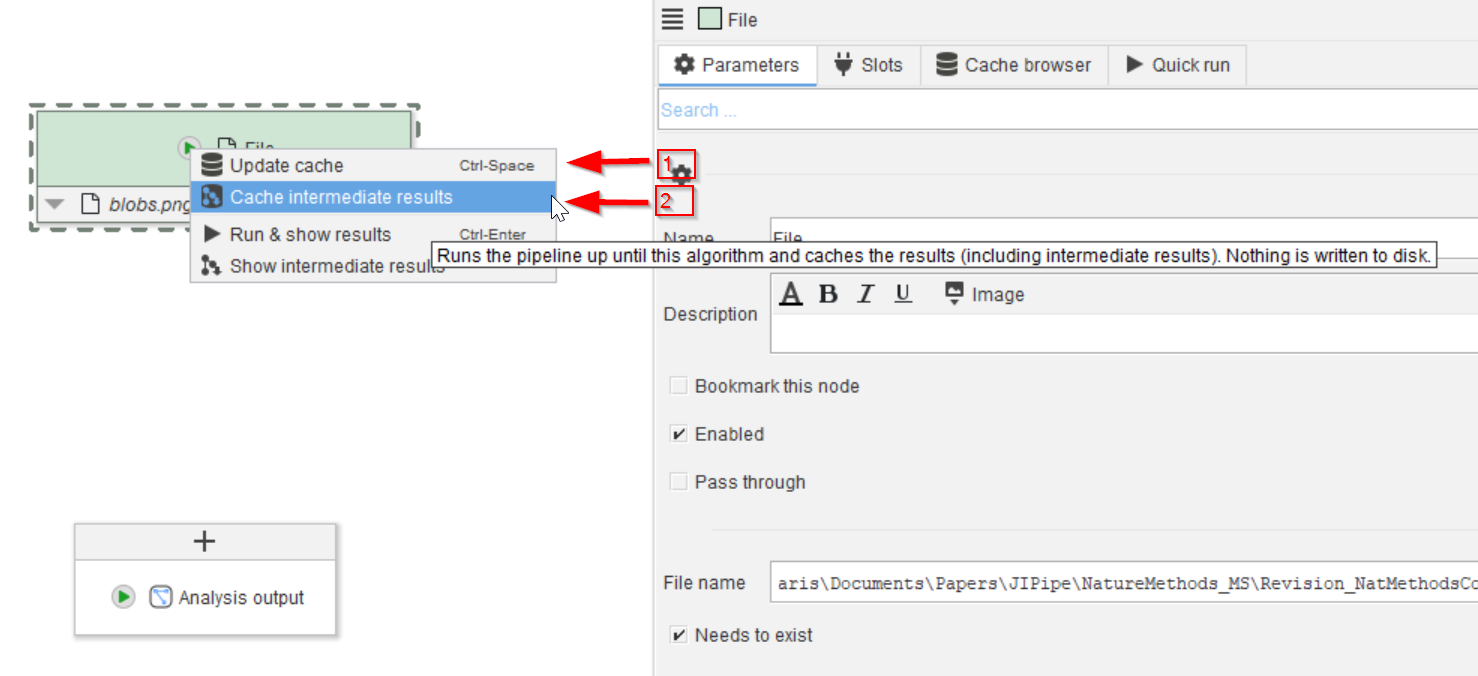 File
Parameters
Slots
Cache browser
Quick run
Search ...
File
Update cache Ctrl-Space
1
Cache intermediate results
2
blobs.png
Run & show results Ctrl-Enter
Name File
Runs the pipeline up until this algorithm and caches the results (including intermediate results). Nothing is written to disk.
Show intermediate results
A B I U Image
Description
Bookmark this node
Enabled
Pass through
Analysis output
File name aris\Documents\Papers\JIPipe\NatureMethods_MS\Revision_NatMethodsCo
Needs to exist